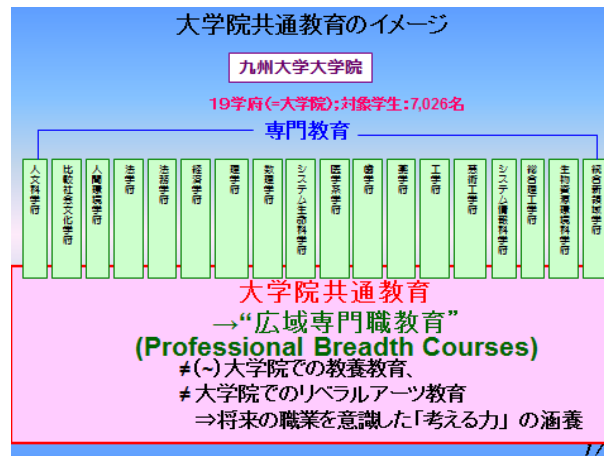 大学院共通教育のイメージ
九州大学大学院
19学府(=大学院);対象学生:7,026名
専門教育
人文科学府
比較社会文化学府
人間環境学府
法学府
法務学府
経済学府
理学府
数理学府
システム生命科学府
医学系学府
歯学府
薬学府
工学府
芸術工学府
システム情報科学府
総合理工学府
生物資源環境科学府
統合新領域学府
大学院共通教育
→“広域専門職教育”
(Professional Breadth Courses)
≠(~)大学院での教養教育、
≠大学院でのリベラルアーツ教育
⇒将来の職業を意識した「考える力」の涵養